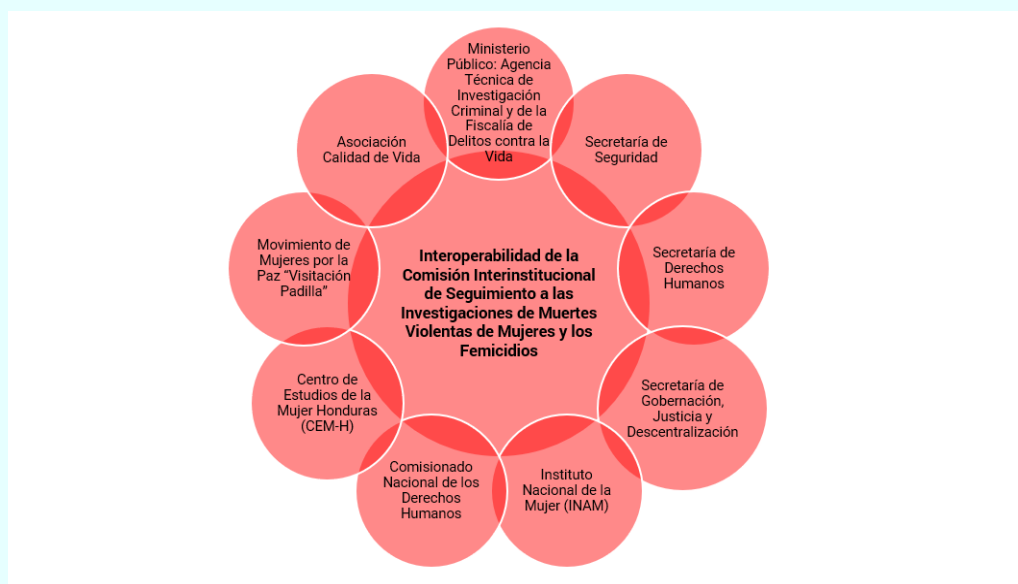 Ministerio
Público: Agencia
Técnica de
Investigación
Criminal y de la
Fiscalía de
Delitos contra la
Vida
Secretaría de
Seguridad
Secretaría de
Derechos
Humanos
Secretaría de
Gobernación,
Justicia y
Descentralización
Instituto
Nacional de la
Mujer (INAM)
Comisionado
Nacional de los
Derechos
Humanos
Centro de
Estudios de la
Mujer Honduras
(CEM-H)
Movimiento de
Mujeres por la
Paz “Visitación
Padilla”
Asociación
Calidad de Vida
Interoperabilidad de la
Comisión Interinstitucional
de Seguimiento a las
Investigaciones de Muertes
Violentas de Mujeres y los
Femicidios